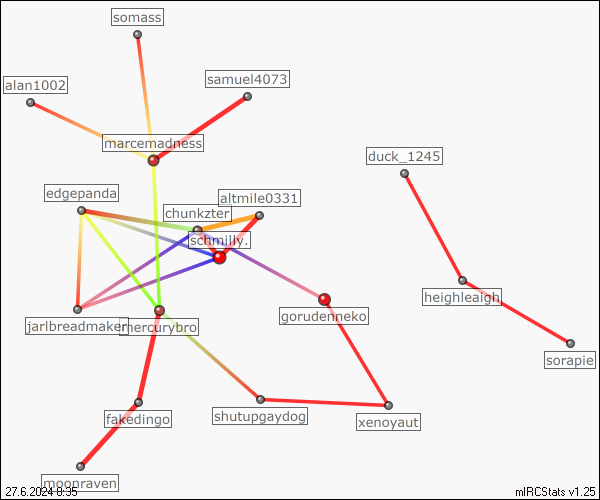 somass
alan1002
samuel4073
marcemadness
duck_1245
edgepanda
altmile0331
chunkzter
schmilly.
heighleaigh
gorudenneko
jarlbreadmaker
mercurybro
sorapie
fakedingo
shutupgaydog
xenoyaut
moonraven
27.6.2024 8:35
mIRCStats v1.25